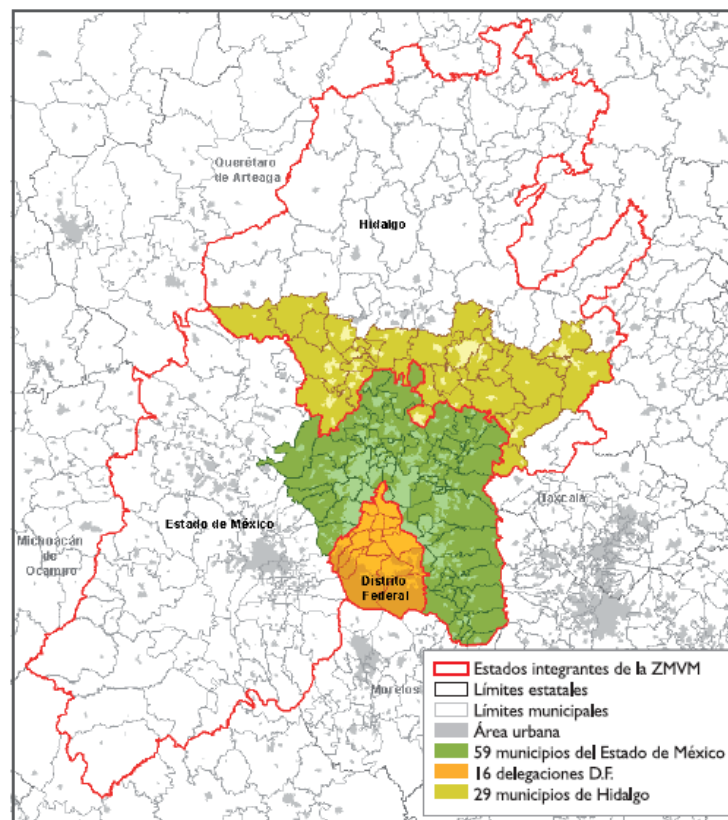 Querétaro
de Arteaga
Hidalgo
Estado de México
Tlaxcala
Michoacán
de
Ocampo
Distrito
Federal
Morelos
Estados integrantes de la ZMVM
Límites estatales
Límites municipales
Área urbana
59 municipios del Estado de México
16 delegaciones D.F.
29 municipios de Hidalgo